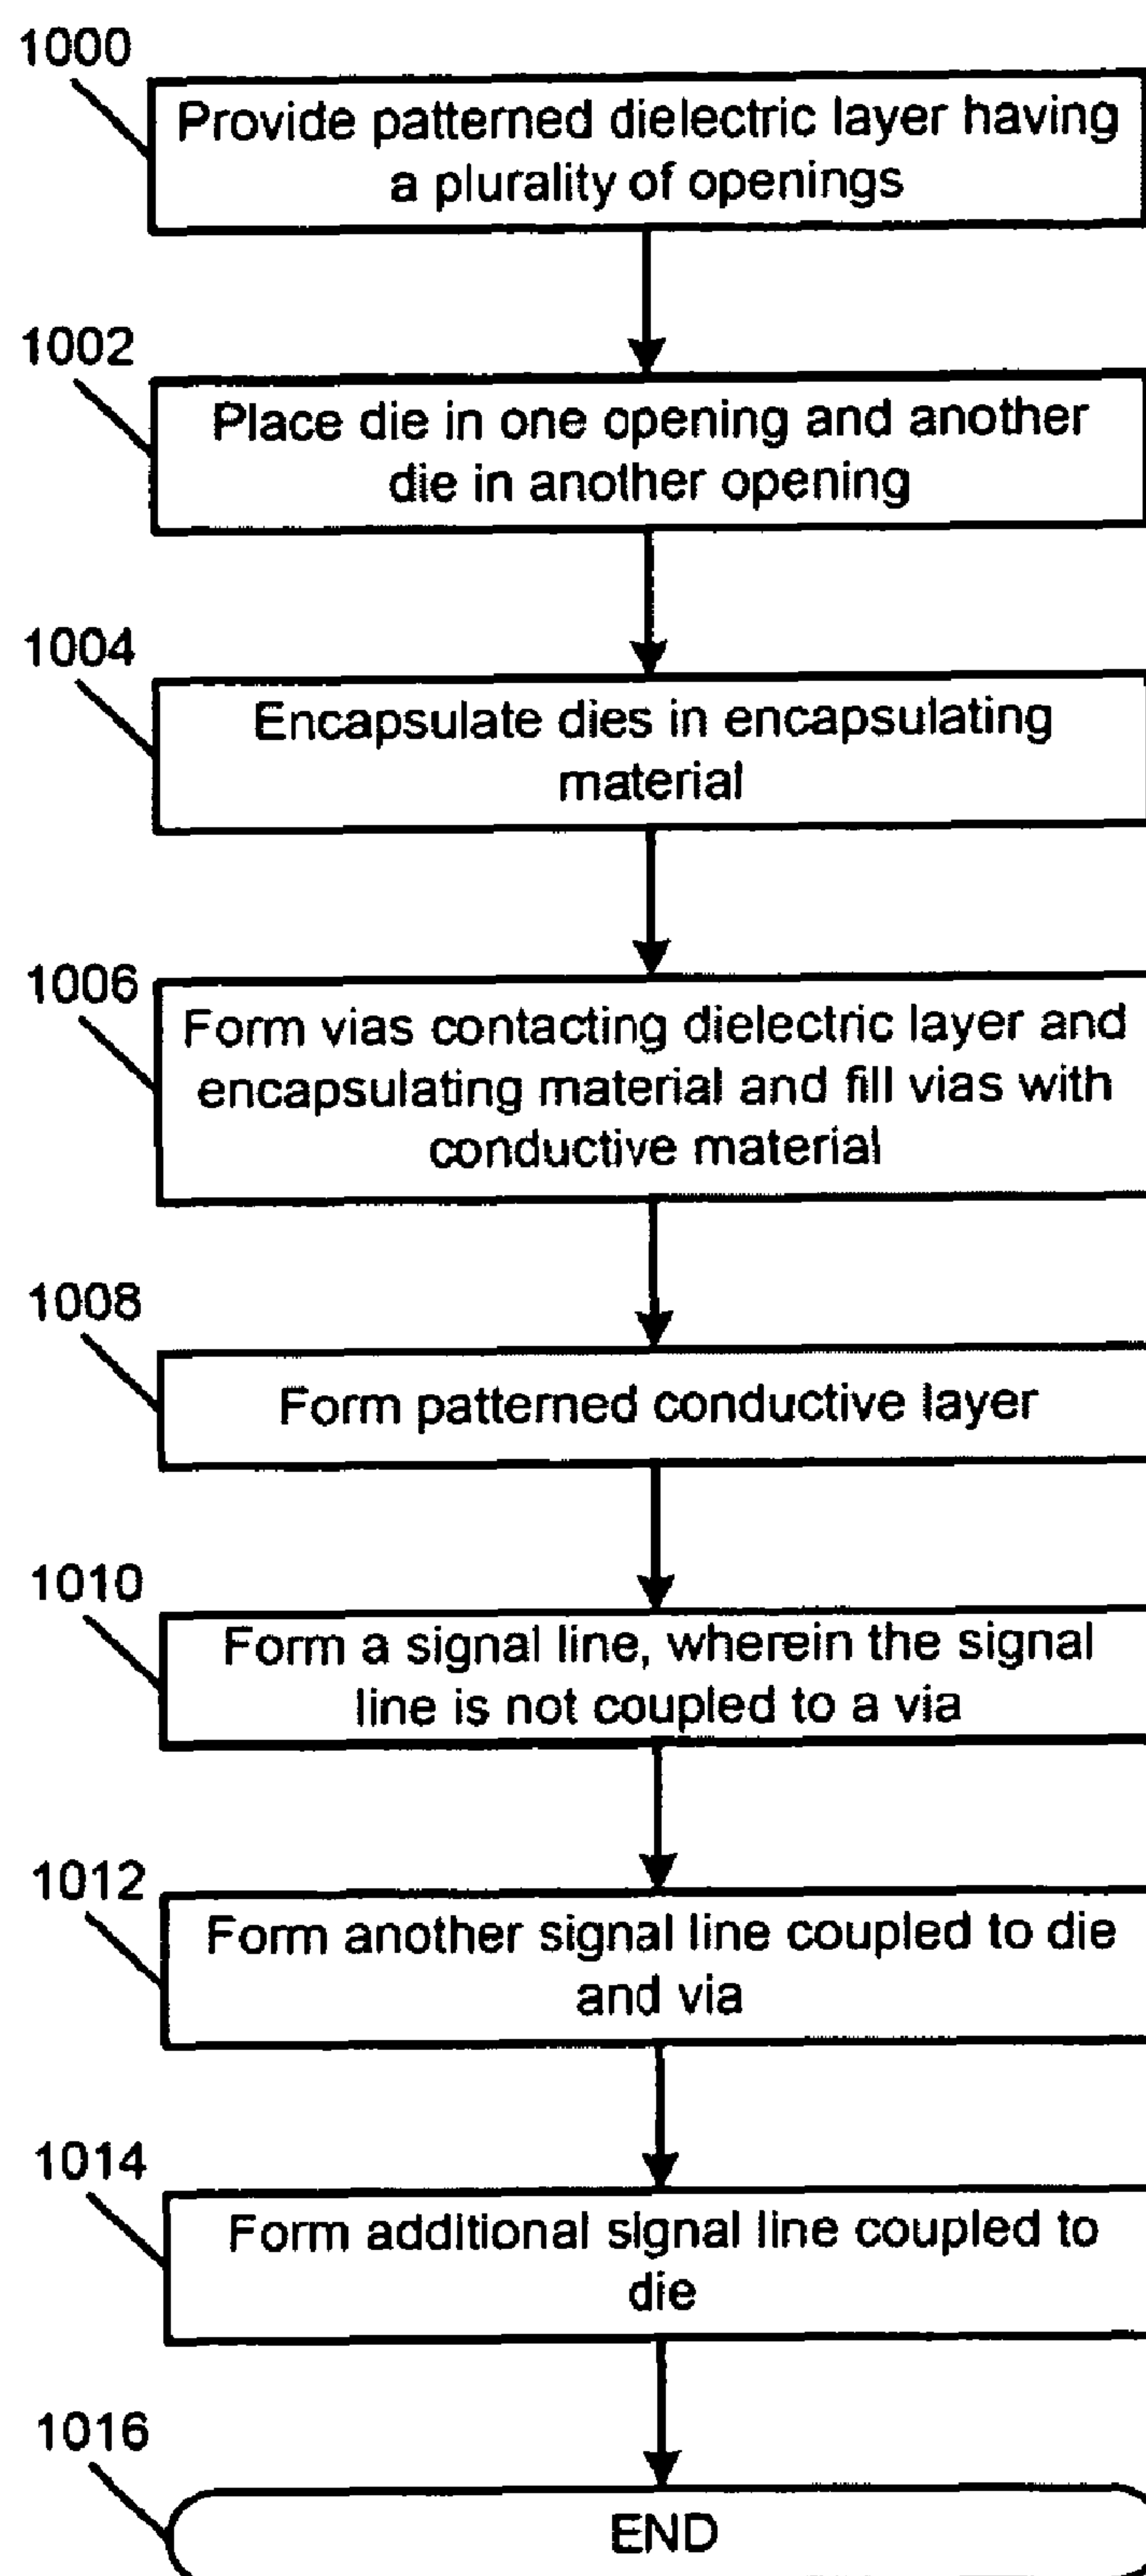 1000
Provide patterned dielectric layer having
a plurality of openings
1002
Place die in one opening and another
die in another opening
1004
Encapsulate dies in encapsulating
material
1006
Form vias contacting dielectric layer and
encapsulating material and fill vias with
conductive material
1008
Form patterned conductive layer
1010
Form a signal line, wherein the signal
line is not coupled to a via
1012
Form another signal line coupled to die
and via
1014
Form additional signal line coupled to
die
1016
END